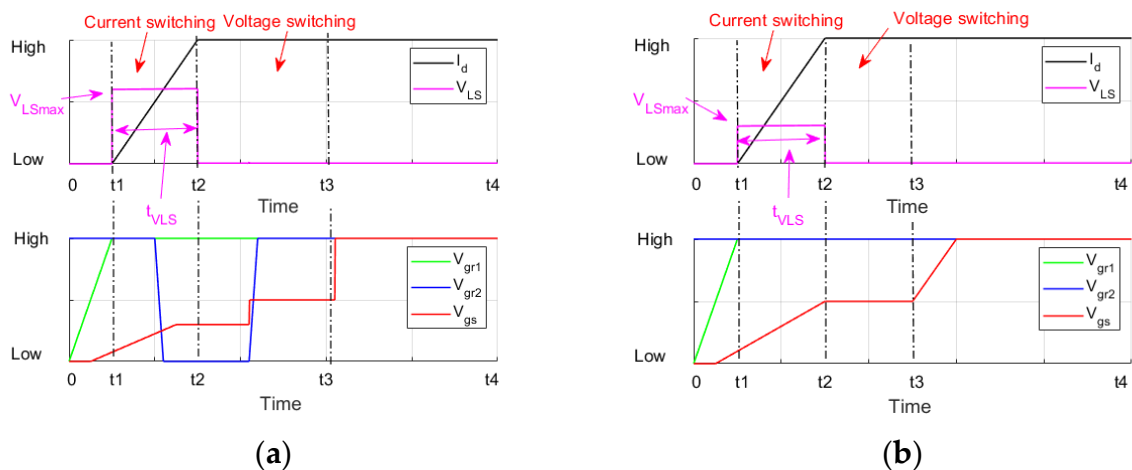 Current switching
Voltage switching
High
I_d
V_LS
V_LSmax
Low
0
t1
t2
t3
t4
t_VLS
Time
High
V_gr1
V_gr2
V_gs
Low
0
t1
t2
t3
t4
Time
(a)
Current switching
Voltage switching
High
I_d
V_LS
V_LSmax
Low
0
t1
t2
t3
t4
t_VLS
Time
High
V_gr1
V_gr2
V_gs
Low
0
t1
t2
t3
t4
Time
(b)